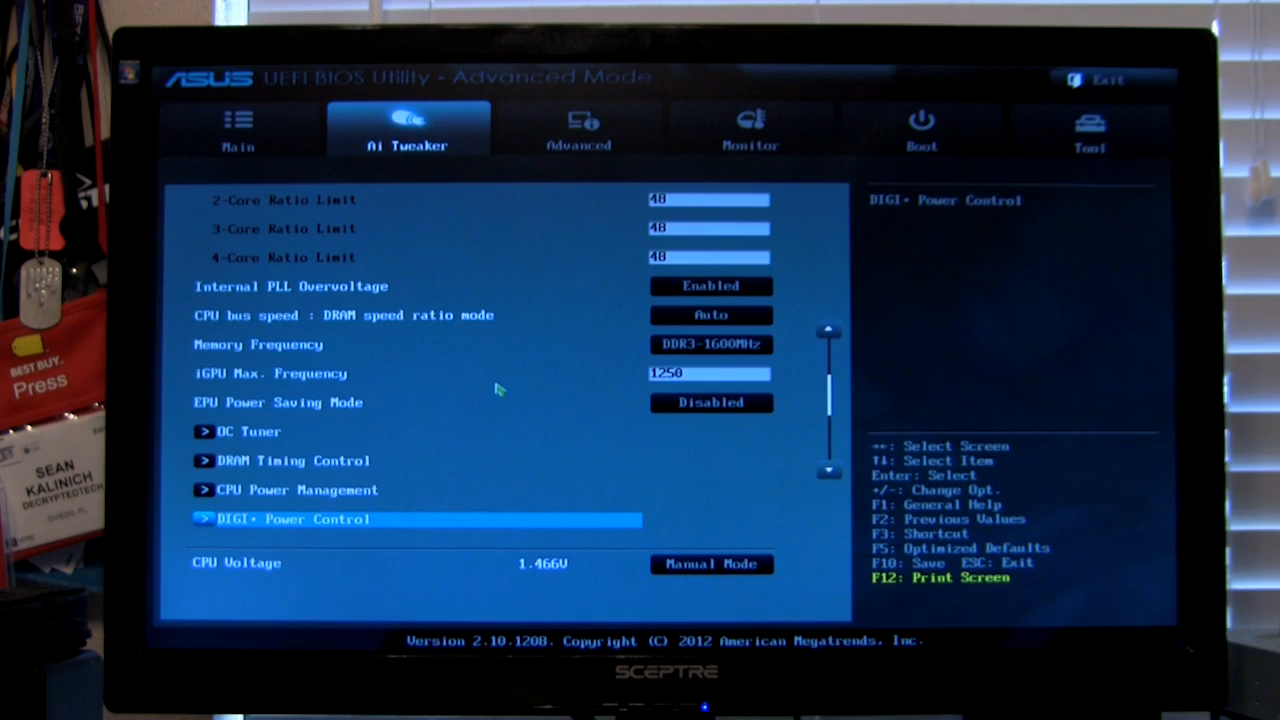 ASUS UEFI BIOS Utility - Advanced Mode
Exit
Main
Ai Tweaker
Advanced
Monitor
Boot
Tool
2-Core Ratio Limit 48
3-Core Ratio Limit 48
4-Core Ratio Limit 48
Internal PLL Overvoltage Enabled
CPU bus speed : DRAM speed ratio mode Auto
Memory Frequency DDR3-1600MHz
iGPU Max. Frequency 1250
EPU Power Saving Mode Disabled
> OC Tuner
> DRAM Timing Control
> CPU Power Management
> DIGI+ Power Control
CPU Voltage 1.466V Manual Mode
DIGI+ Power Control
→←: Select Screen
↑↓: Select Item
Enter: Select
+/-: Change Opt.
F1: General Help
F2: Previous Values
F3: Shortcut
F5: Optimized Defaults
F10: Save ESC: Exit
F12: Print Screen
Version 2.10.1208. Copyright (C) 2012 American Megatrends, Inc.
SCEPTRE
BEST BUY.
Press
SEAN
KALINICH
DECRYPTEDTECH
OVIEDO, FL